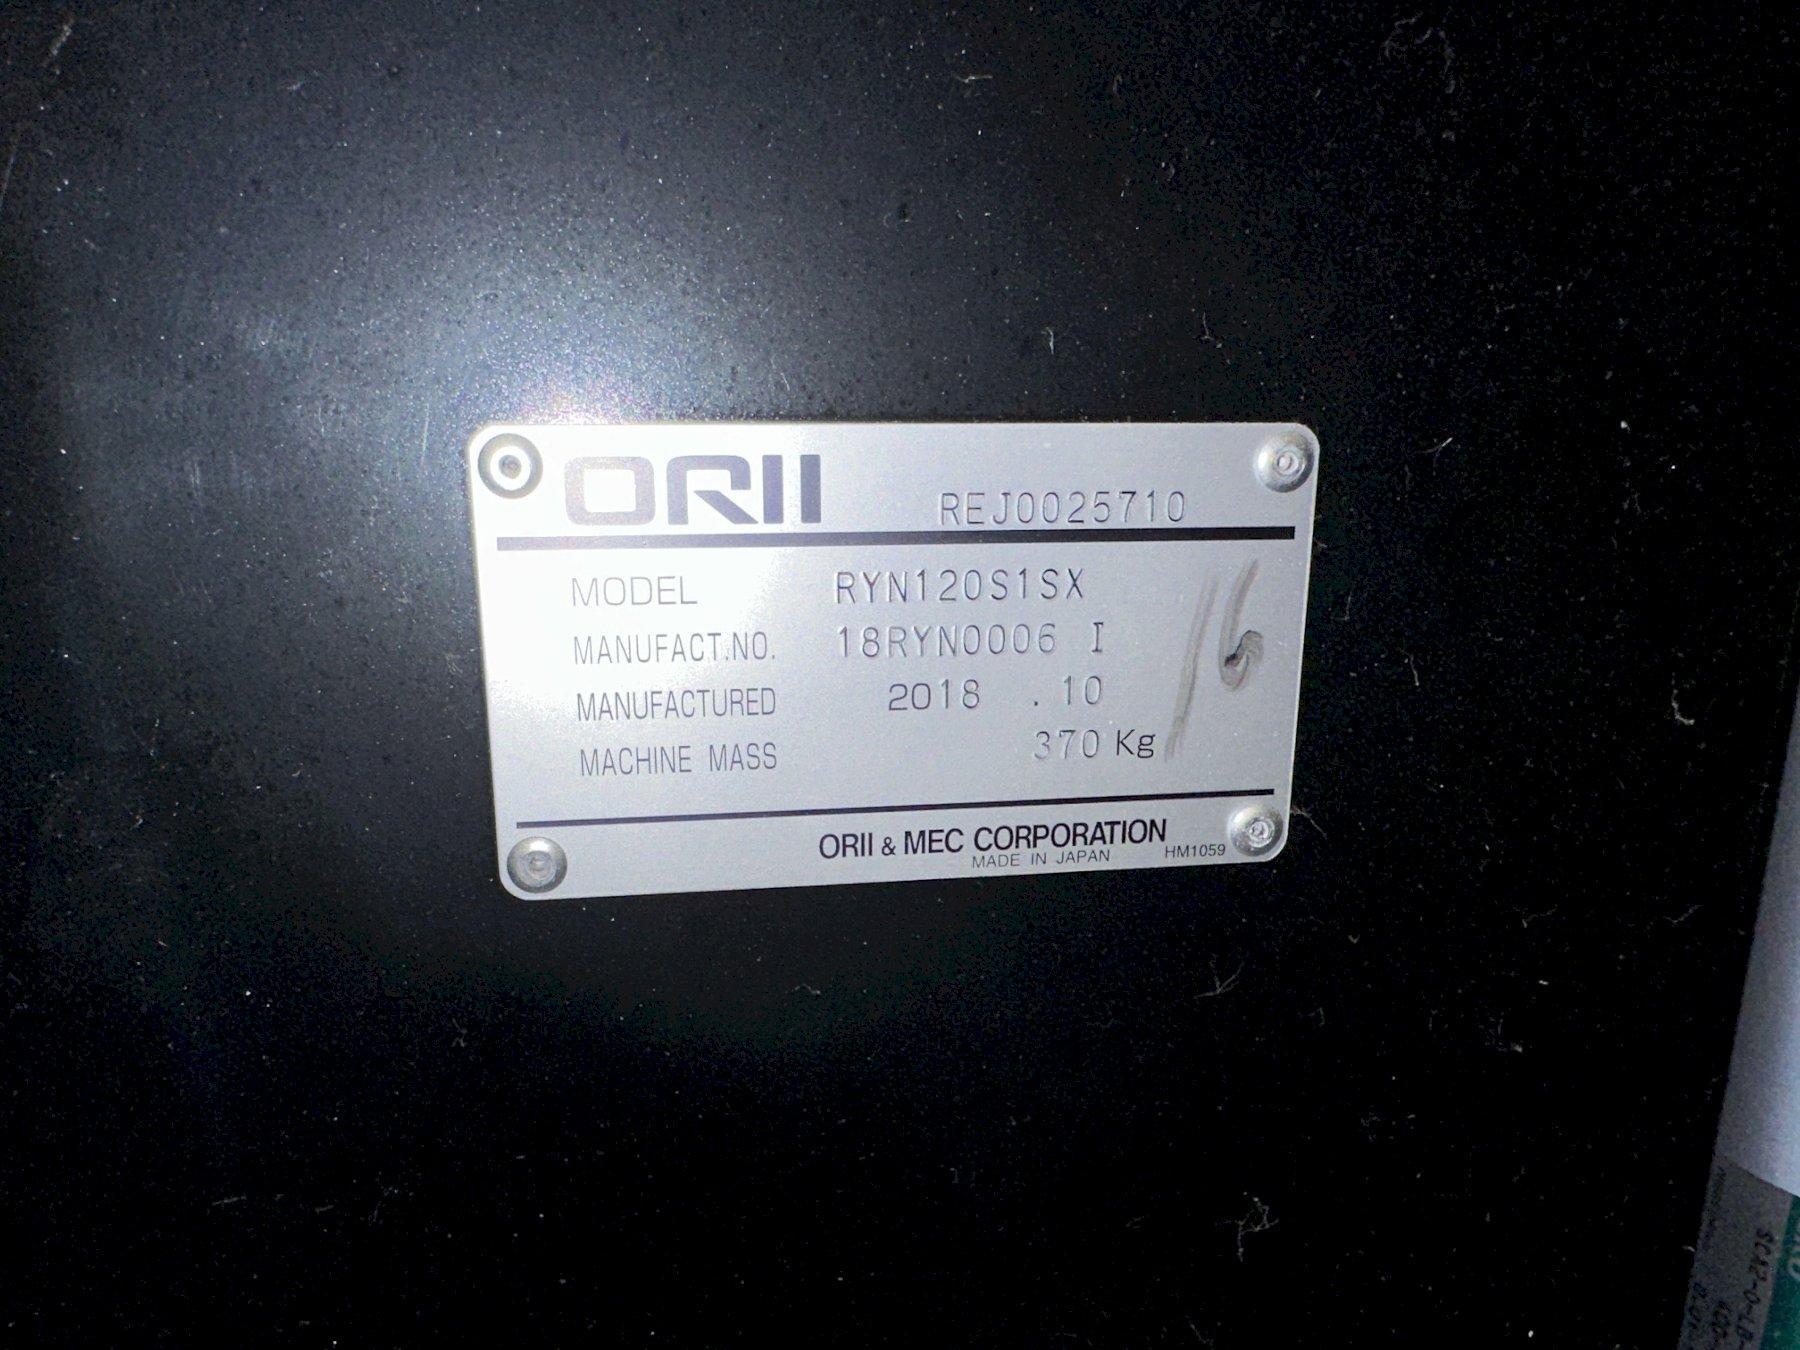 ORII REJ0025710
MODEL RYN120S1SX
MANUFACT.NO. 18RYN0006 I
MANUFACTURED 2018 .10
MACHINE MASS 370 Kg
16
ORII & MEC CORPORATION
MADE IN JAPAN HM1059